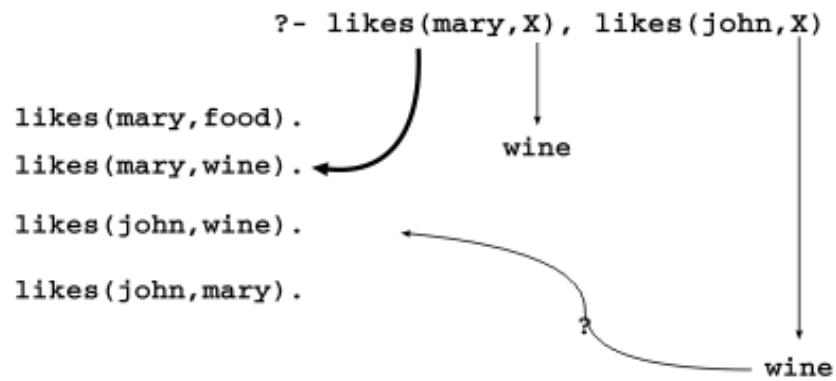 ?- likes(mary,X), likes(john,X)
likes(mary,food).
wine
likes(mary,wine).
likes(john,wine).
likes(john,mary).
?
wine